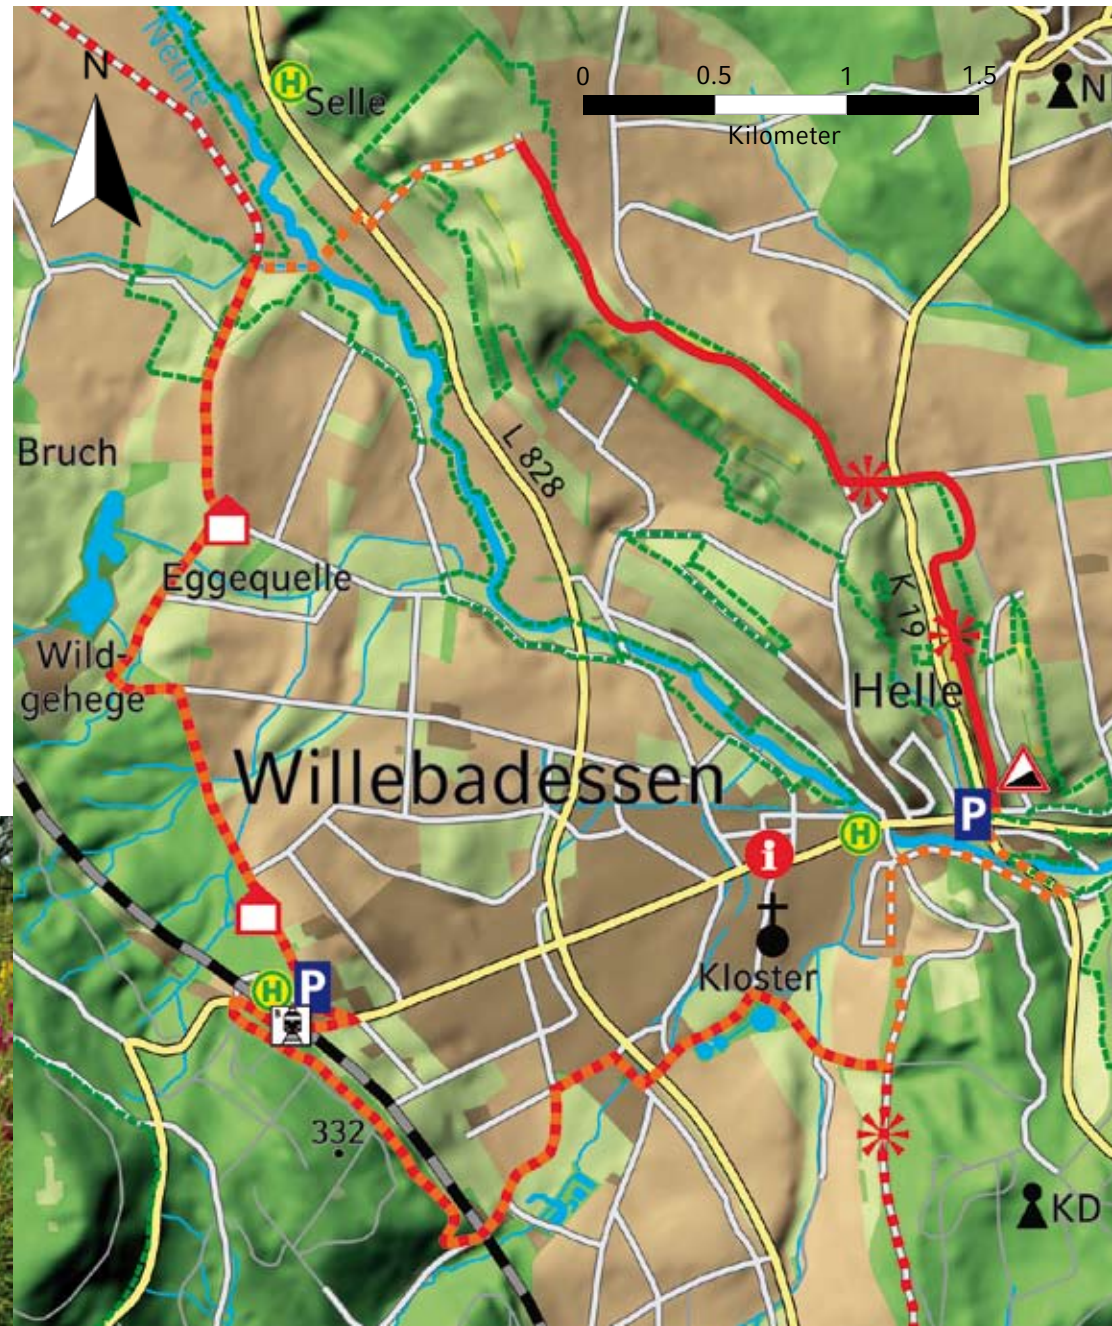 Nethe
N
H
Selle
0 0.5 1 1.5
Kilometer
N
Bruch
L 828
Eggequelle
K 19
Wild-
gehege
Helle
Willebadessen
P
H
i
Kloster
H
P
332
KD